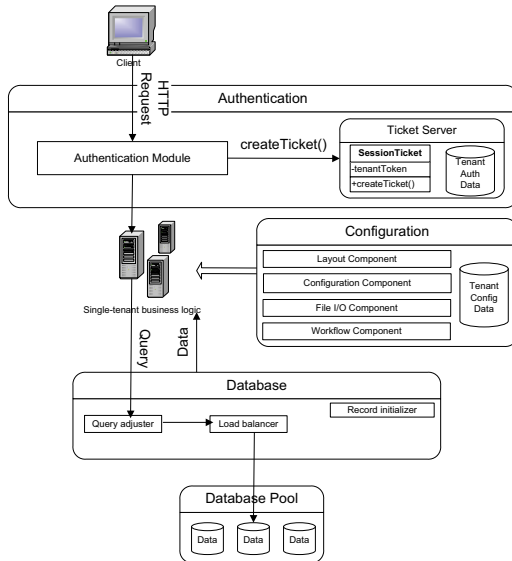 Client
HTTP
Request
Authentication
Authentication Module
createTicket()
Ticket Server
SessionTicket
-tenantToken
+createTicket()
Tenant
Auth
Data
Single-tenant business logic
Configuration
Layout Component
Configuration Component
File I/O Component
Workflow Component
Tenant
Config
Data
Query
Data
Database
Record initializer
Query adjuster
Load balancer
Database Pool
Data
Data
Data